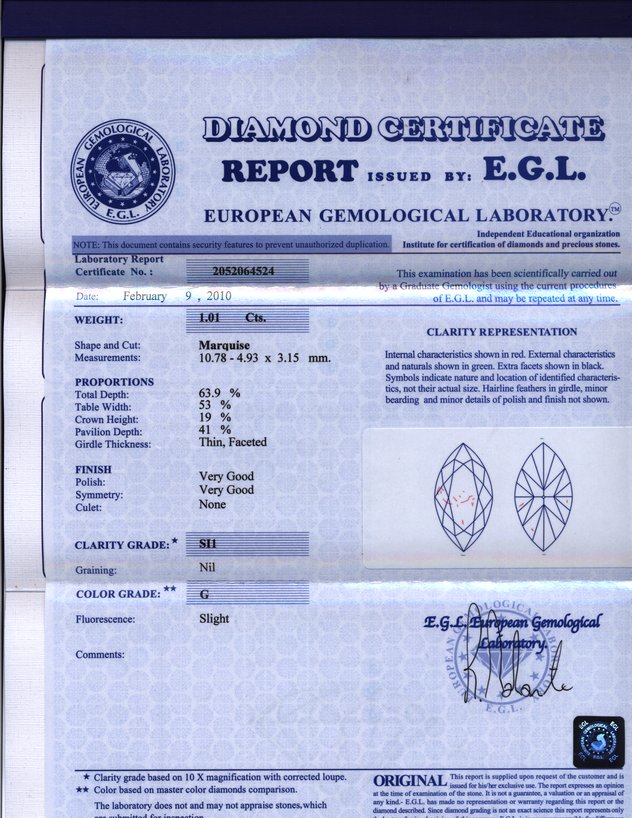 EUROPEAN GEMOLOGICAL LABORATORY
E.G.L.
DIAMOND CERTIFICATE
REPORT ISSUED BY: E.G.L.
EUROPEAN GEMOLOGICAL LABORATORY.™
Independent Educational organization
NOTE: This document contains security features to prevent unauthorized duplication.
Institute for certification of diamonds and precious stones.
Laboratory Report
Certificate No. : 2052064524
This examination has been scientifically carried out
by a Graduate Gemologist using the current procedures
of E.G.L. and may be repeated at any time.
Date: February 9 , 2010
WEIGHT: 1.01 Cts.
Shape and Cut: Marquise
Measurements: 10.78 - 4.93 x 3.15 mm.
PROPORTIONS
Total Depth: 63.9 %
Table Width: 53 %
Crown Height: 19 %
Pavilion Depth: 41 %
Girdle Thickness: Thin, Faceted
FINISH
Polish: Very Good
Symmetry: Very Good
Culet: None
CLARITY GRADE: ★ SI1
Graining: Nil
COLOR GRADE: ★★ G
Fluorescence: Slight
Comments:
CLARITY REPRESENTATION
Internal characteristics shown in red. External characteristics
and naturals shown in green. Extra facets shown in black.
Symbols indicate nature and location of identified characteris-
tics, not their actual size. Hairline feathers in girdle, minor
bearding and minor details of polish and finish not shown.
E.G.L. European Gemological
Laboratory.
E.G.L.
EGL
EGL
E.G.L.
★ Clarity grade based on 10 X magnification with corrected loupe.
★★ Color based on master color diamonds comparison.
The laboratory does not and may not appraise stones, which
are submitted for inspection.
ORIGINAL This report is supplied upon request of the customer and is
issued for his/her exclusive use. The report expresses an opinion
at the time of examination of the stone. It is not a guarantee, a valuation or an appraisal of
any kind.- E.G.L. has made no representation or warranty regarding this report or the
diamond described. Since diamond grading is not an exact science this report represents only